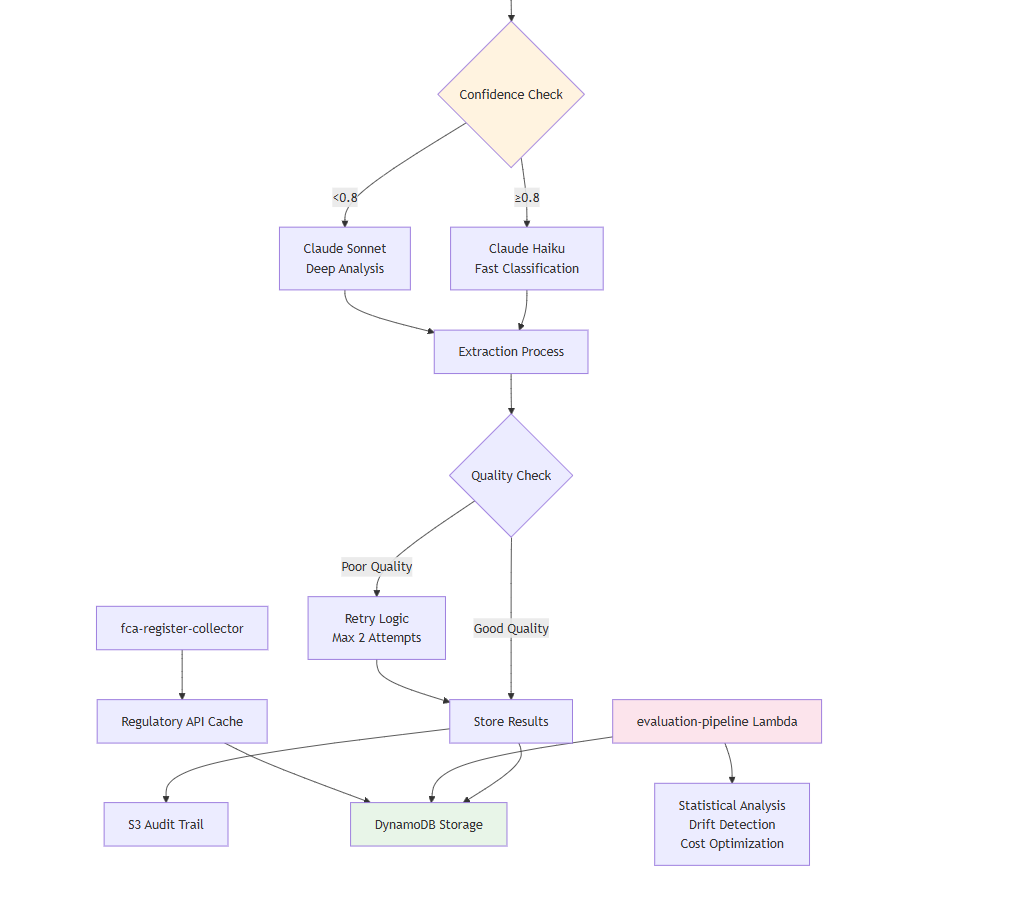 Confidence Check
<0.8
≥0.8
Claude Sonnet
Deep Analysis
Claude Haiku
Fast Classification
Extraction Process
Quality Check
Poor Quality
Retry Logic
Max 2 Attempts
fca-register-collector
Good Quality
Regulatory API Cache
Store Results
evaluation-pipeline Lambda
S3 Audit Trail
DynamoDB Storage
Statistical Analysis
Drift Detection
Cost Optimization